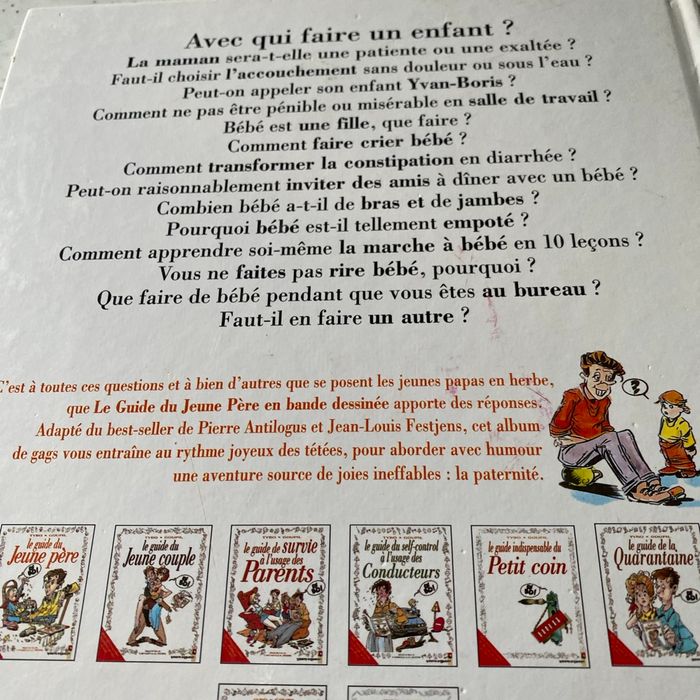 Avec qui faire un enfant ?
La maman sera-t-elle une patiente ou une exaltée ?
Faut-il choisir l'accouchement sans douleur ou sous l'eau ?
Peut-on appeler son enfant Yvan-Boris ?
Comment ne pas être pénible ou misérable en salle de travail ?
Bébé est une fille, que faire ?
Comment faire crier bébé ?
Comment transformer la constipation en diarrhée ?
Peut-on raisonnablement inviter des amis à dîner avec un bébé ?
Combien bébé a-t-il de bras et de jambes ?
Pourquoi bébé est-il tellement empoté ?
Comment apprendre soi-même la marche à bébé en 10 leçons ?
Vous ne faites pas rire bébé, pourquoi ?
Que faire de bébé pendant que vous êtes au bureau ?
Faut-il en faire un autre ?
C'est à toutes ces questions et à bien d'autres que se posent les jeunes papas en herbe,
que Le Guide du Jeune Père en bande dessinée apporte des réponses.
Adapté du best-seller de Pierre Antilogus et Jean-Louis Festjens, cet album
de gags vous entraîne au rythme joyeux des tétées, pour aborder avec humour
une aventure source de joies ineffables : la paternité.
?
le guide du
Jeune père
TYBO - GOUPIL
le guide du
Jeune couple
TYBO - GOUPIL
le guide de survie
à l'usage des
Parents
TYBO - GOUPIL
le guide du self-control
à l'usage des
Conducteurs
TYBO - GOUPIL
le guide indispensable du
Petit coin
TYBO - GOUPIL
le guide de la
Quarantaine